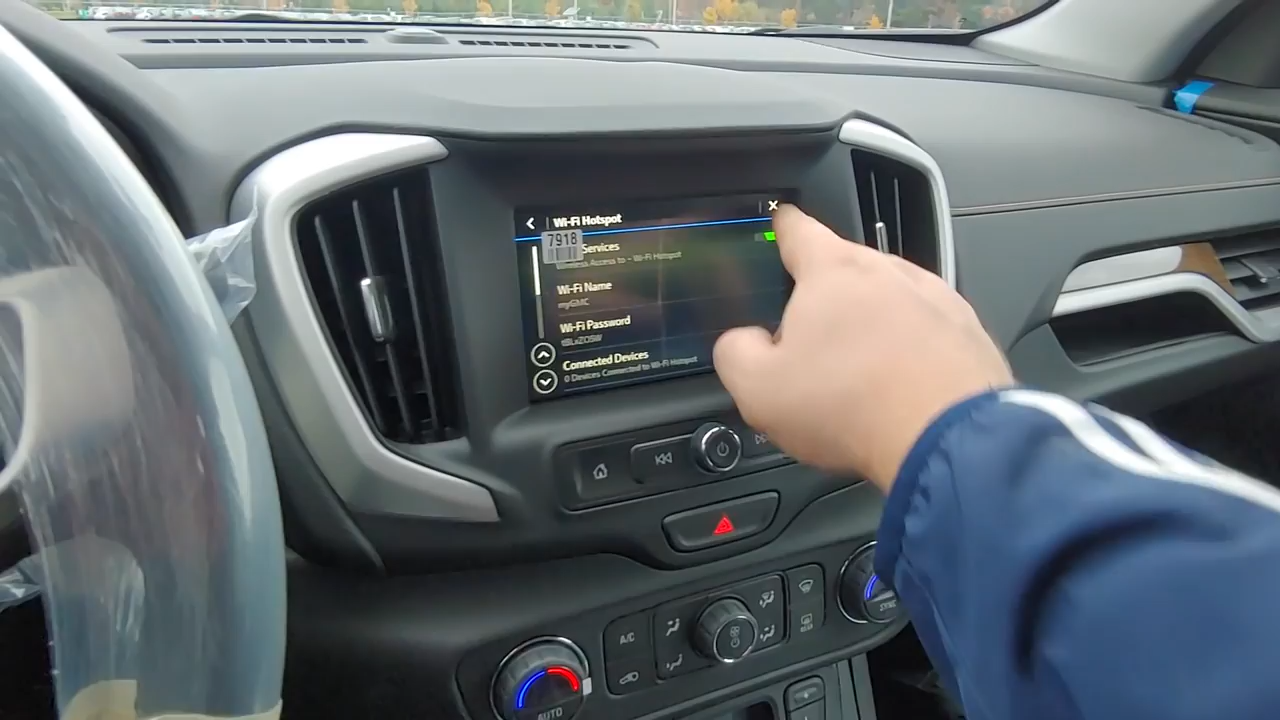 Wi-Fi Hotspot
7918
Services
Wireless Access to - Wi-Fi Hotspot
Wi-Fi Name
myGMC
Wi-Fi Password
Connected Devices
0 Devices Connected to Wi-Fi Hotspot
A/C
REAR
SYNC
AUTO